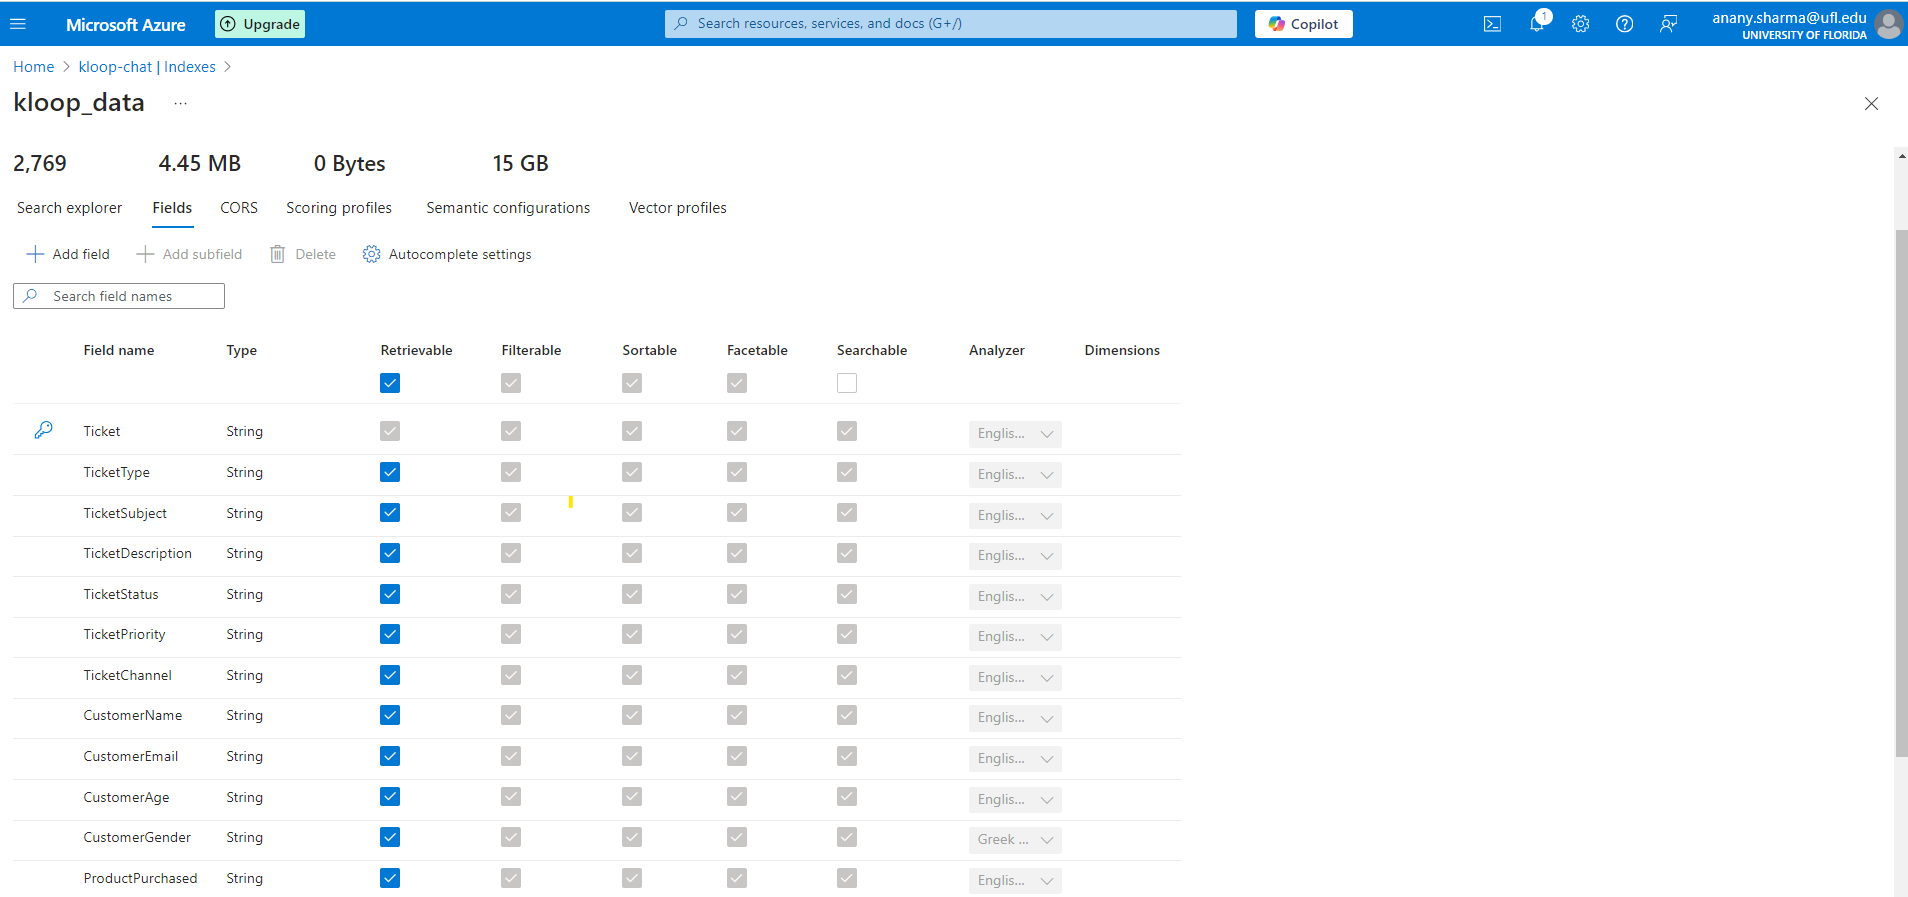 Microsoft Azure Upgrade Search resources, services, and docs (G+/) Copilot 1 anany.sharma@ufl.edu
UNIVERSITY OF FLORIDA
Home > kloop-chat | Indexes >
kloop_data ...
2,769 4.45 MB 0 Bytes 15 GB
Search explorer Fields CORS Scoring profiles Semantic configurations Vector profiles
Add field Add subfield Delete Autocomplete settings
Search field names
Field name Type Retrievable Filterable Sortable Facetable Searchable Analyzer Dimensions
Ticket String Englis...
TicketType String Englis...
TicketSubject String Englis...
TicketDescription String Englis...
TicketStatus String Englis...
TicketPriority String Englis...
TicketChannel String Englis...
CustomerName String Englis...
CustomerEmail String Englis...
CustomerAge String Englis...
CustomerGender String Greek ...
ProductPurchased String Englis...